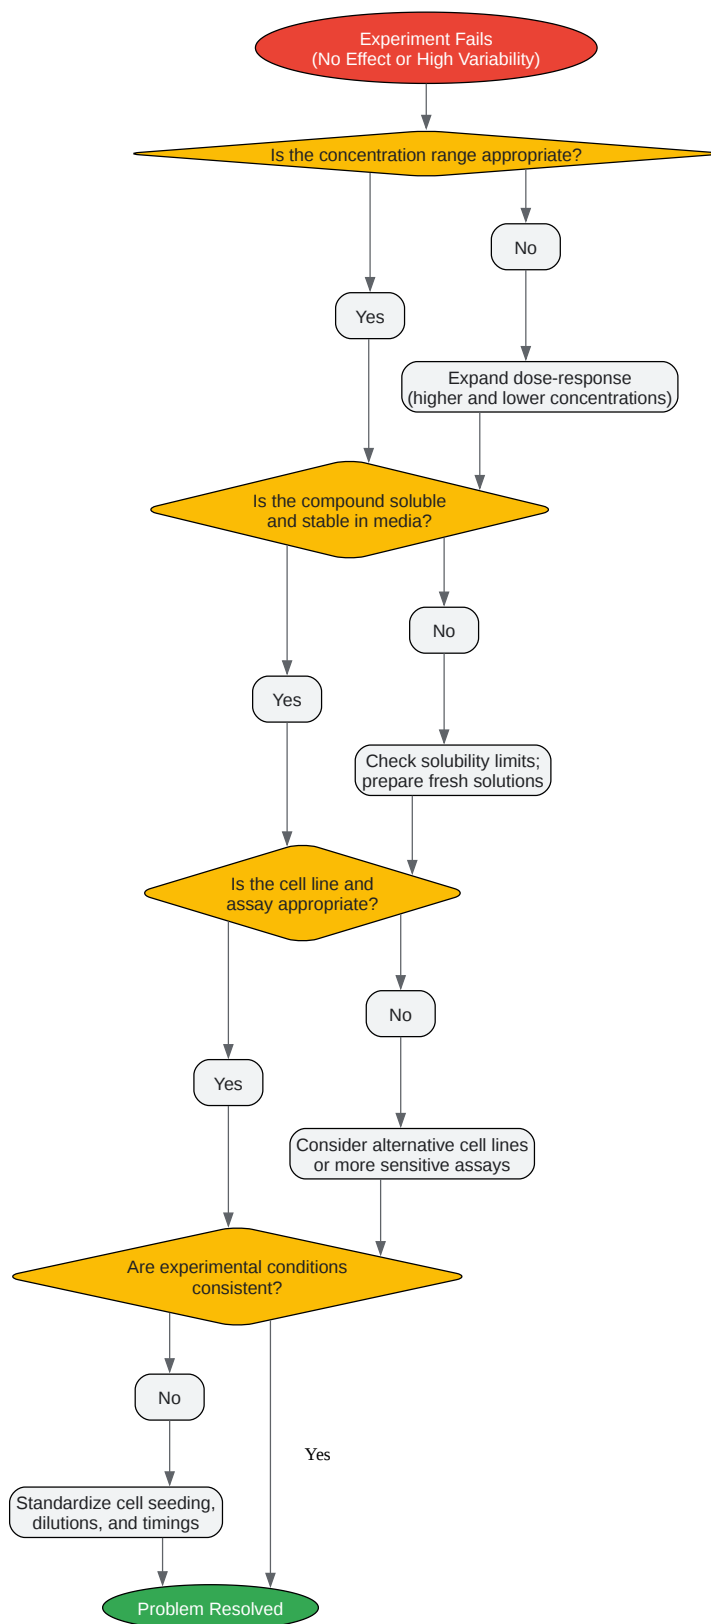 Experiment Fails
(No Effect or High Variability)
Is the concentration range appropriate?
No
Yes
Expand dose-response
(higher and lower concentrations)
Is the compound soluble
and stable in media?
No
Yes
Check solubility limits;
prepare fresh solutions
Is the cell line and
assay appropriate?
No
Yes
Consider alternative cell lines
or more sensitive assays
Are experimental conditions
consistent?
No
Yes
Standardize cell seeding,
dilutions, and timings
Problem Resolved